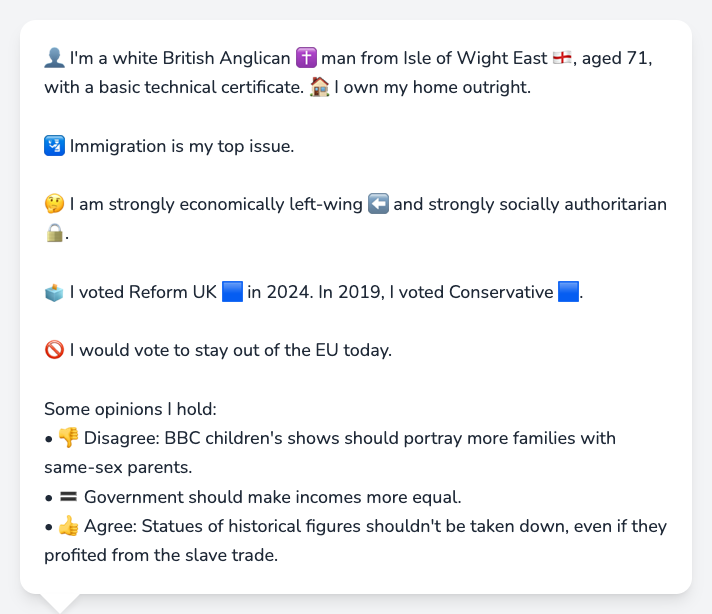 👤 I'm a white British Anglican ✝️ man from Isle of Wight East 🏴󠁧󠁢󠁥󠁮󠁧󠁿, aged 71,
with a basic technical certificate. 🏠 I own my home outright.
🛂 Immigration is my top issue.
🤔 I am strongly economically left-wing ⬅️ and strongly socially authoritarian
🔒.
🗳️ I voted Reform UK 🟦 in 2024. In 2019, I voted Conservative 🟦.
🚫 I would vote to stay out of the EU today.
Some opinions I hold:
• 👎 Disagree: BBC children's shows should portray more families with
same-sex parents.
• 🟰 Government should make incomes more equal.
• 👍 Agree: Statues of historical figures shouldn't be taken down, even if they
profited from the slave trade.